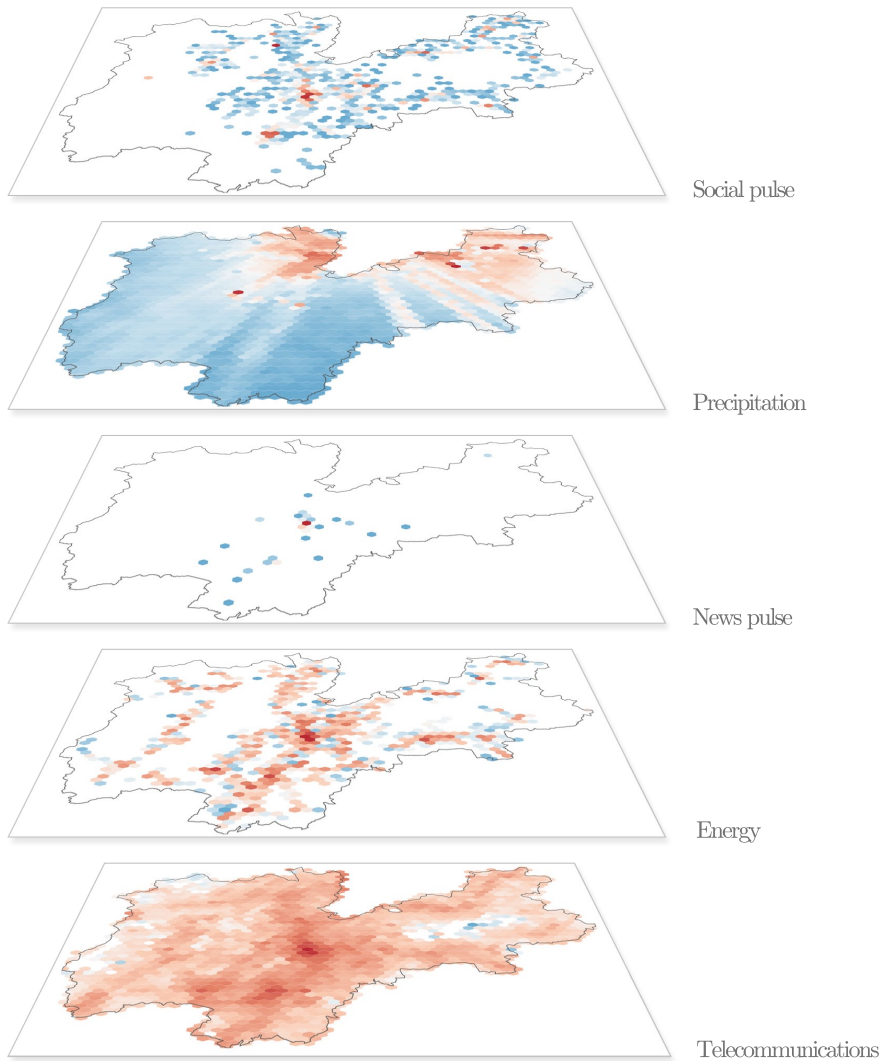 Social pulse
Precipitation
News pulse
Energy
Telecommunications